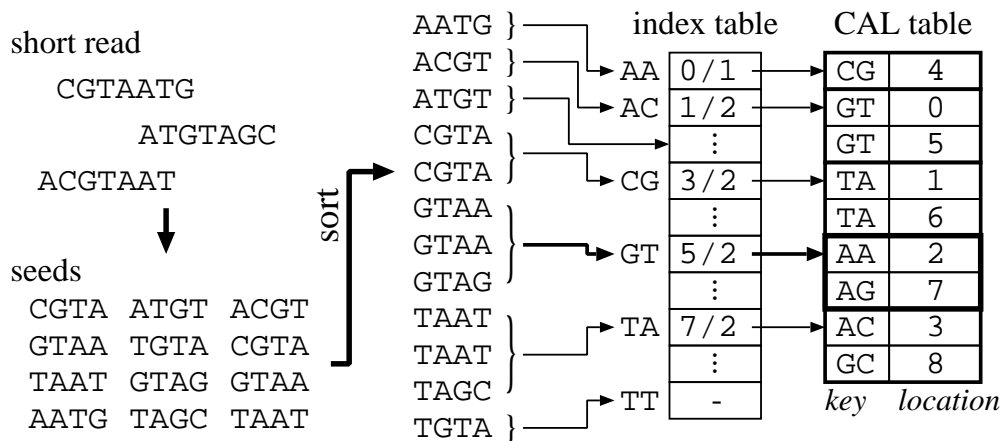 short read
CGTAATG
ATGTAGC
ACGTAAT
seeds
CGTA ATGT ACGT
GTAA TGTA CGTA
TAAT GTAG GTAA
AATG TAGC TAAT
sort
AATG }
ACGT }
ATGT }
CGTA
CGTA
GTAA
GTAA
GTAG
TAAT
TAAT
TAGC
TGTA }
index table
AA 0/1
AC 1/2
⋮
CG 3/2
⋮
GT 5/2
⋮
TA 7/2
⋮
TT -
CAL table
CG 4
GT 0
GT 5
TA 1
TA 6
AA 2
AG 7
AC 3
GC 8
key location